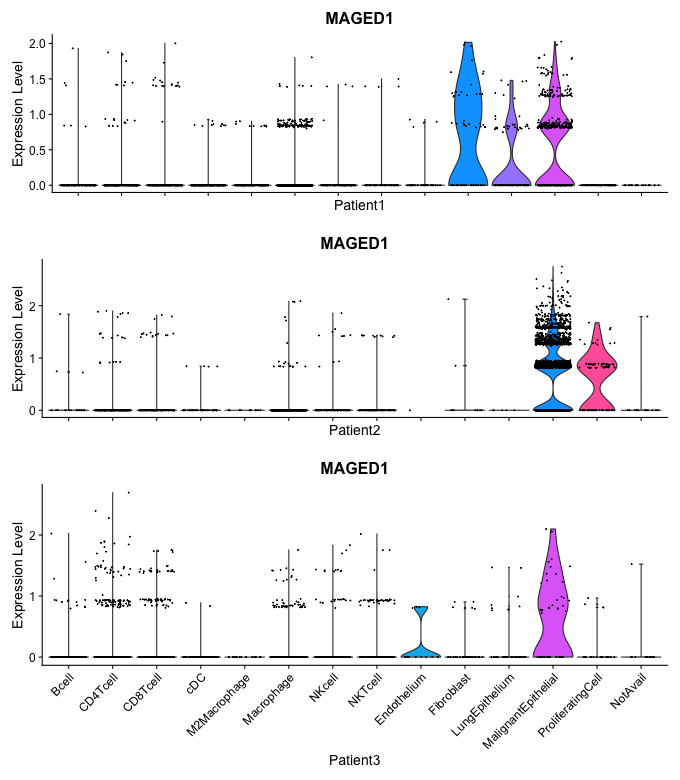 MAGED1
Expression Level
2.0
1.5
1.0
0.5
0.0
Patient1
MAGED1
Expression Level
2
1
0
Patient2
MAGED1
Expression Level
2
1
0
Bcell
CD4Tcell
CD8Tcell
cDC
M2Macrophage
Macrophage
NKcell
NKTcell
Endothelium
Fibroblast
LungEpithelium
MalignantEpithelial
ProliferatingCell
NotAvail
Patient3